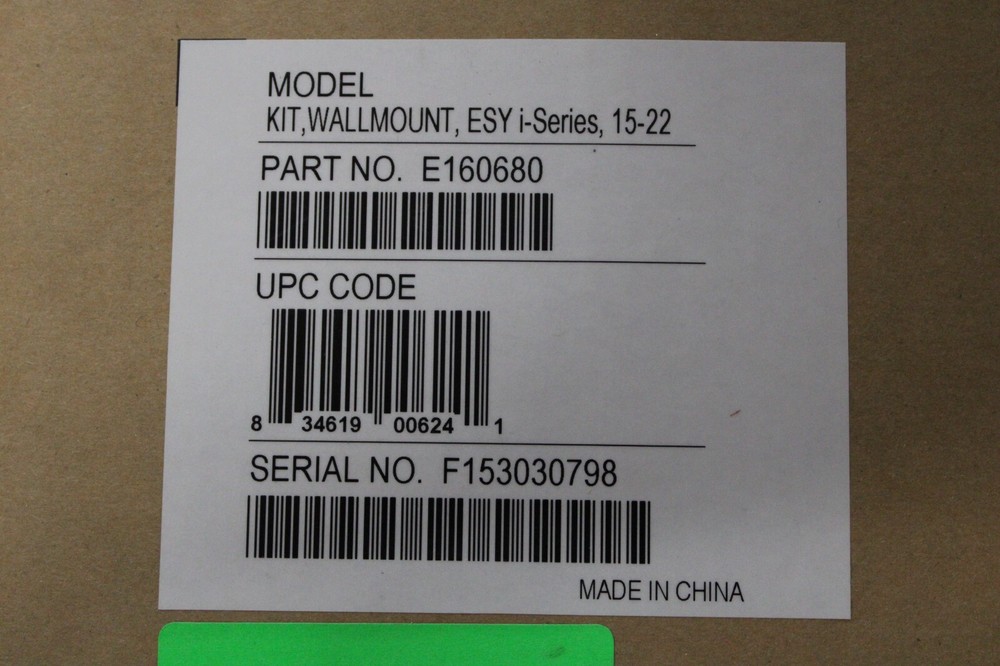 MODEL
KIT,WALLMOUNT, ESY i-Series, 15-22
PART NO. E160680
UPC CODE
8 34619 00624 1
SERIAL NO. F153030798
MADE IN CHINA